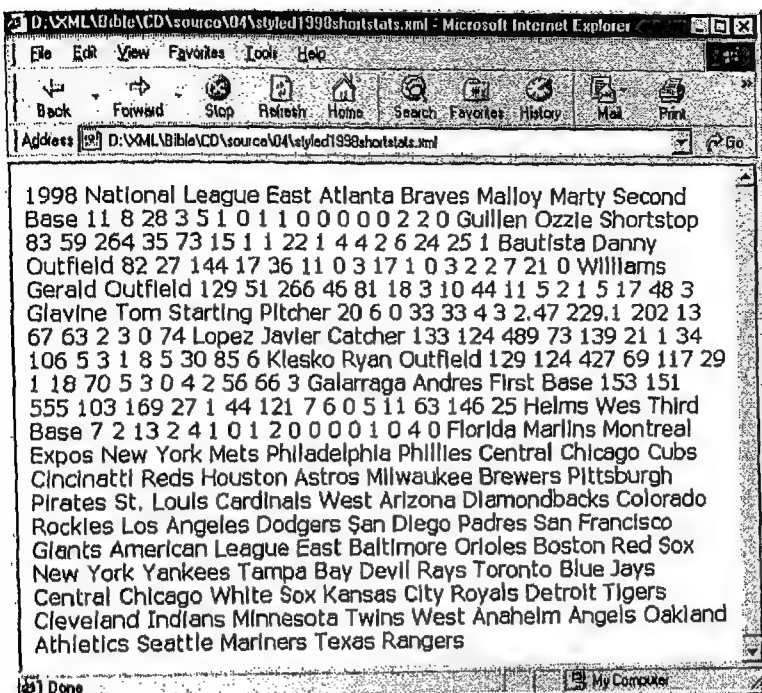 D:\XML\Bible\CD\source\04\styled1998shortstats.xml - Microsoft Internet Explorer
File Edit View Favorites Tools Help
Back Forward Stop Refresh Home Search Favorites History Mail Print
Address D:\XML\Bible\CD\source\04\styled1998shortstats.xml Go
1998 National League East Atlanta Braves Malloy Marty Second
Base 11 8 28 3 5 1 0 1 1 0 0 0 0 0 2 2 0 Guillen Ozzie Shortstop
83 59 264 35 73 15 1 1 22 1 4 4 2 6 24 25 1 Bautista Danny
Outfield 82 27 144 17 36 11 0 3 17 1 0 3 2 2 7 21 0 Williams
Gerald Outfield 129 51 266 46 81 18 3 10 44 11 5 2 1 5 17 48 3
Glavine Tom Starting Pitcher 20 6 0 33 33 4 3 2.47 229.1 202 13
67 63 2 3 0 74 Lopez Javier Catcher 133 124 489 73 139 21 1 34
106 5 3 1 8 5 30 85 6 Klesko Ryan Outfield 129 124 427 69 117 29
1 18 70 5 3 0 4 2 56 66 3 Galarraga Andres First Base 153 151
555 103 169 27 1 44 121 7 6 0 5 11 63 146 25 Helms Wes Third
Base 7 2 13 2 4 1 0 1 2 0 0 0 0 1 0 4 0 Florida Marlins Montreal
Expos New York Mets Philadelphia Phillies Central Chicago Cubs
Cincinatti Reds Houston Astros Milwaukee Brewers Pittsburgh
Pirates St. Louis Cardinals West Arizona Diamondbacks Colorado
Rockies Los Angeles Dodgers San Diego Padres San Francisco
Giants American League East Baltimore Orioles Boston Red Sox
New York Yankees Tampa Bay Devil Rays Toronto Blue Jays
Central Chicago White Sox Kansas City Royals Detroit Tigers
Cleveland Indians Minnesota Twins West Anaheim Angels Oakland
Athletics Seattle Mariners Texas Rangers
Done My Computer